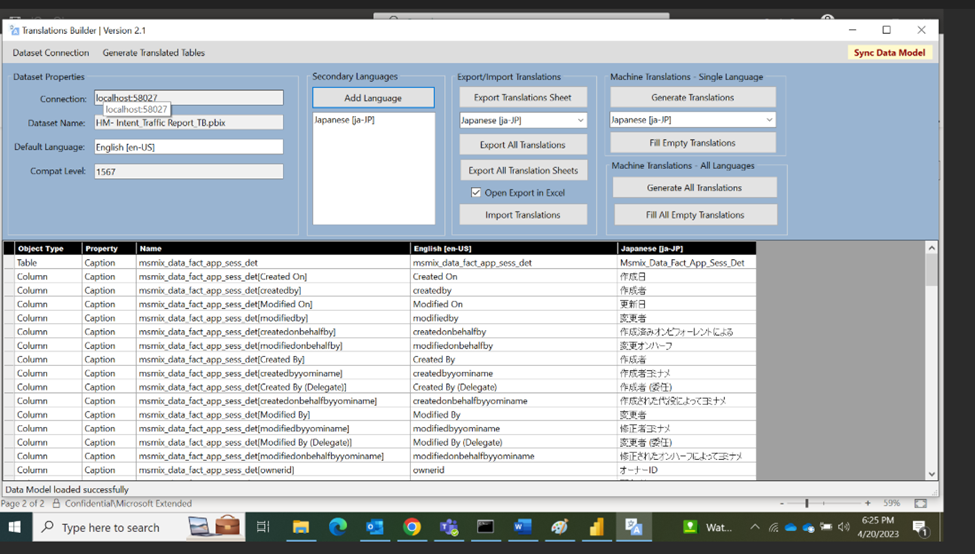 Translations Builder | Version 2.1
Dataset Connection Generate Translated Tables
Sync Data Model
Dataset Properties
Connection: localhost:58027
localhost:58027
Dataset Name: HM- Intent_Traffic Report_TB.pbix
Default Language: English [en-US]
Compat Level: 1567
Secondary Languages
Add Language
Japanese [ja-JP]
Export/Import Translations
Export Translations Sheet
Japanese [ja-JP]
Export All Translations
Export All Translation Sheets
Open Export in Excel
Import Translations
Machine Translations - Single Language
Generate Translations
Japanese [ja-JP]
Fill Empty Translations
Machine Translations - All Languages
Generate All Translations
Fill All Empty Translations
Object Type Property Name English [en-US] Japanese [ja-JP]
Table Caption msmix_data_fact_app_sess_det msmix_data_fact_app_sess_det Msmix_Data_Fact_App_Sess_Det
Column Caption msmix_data_fact_app_sess_det[Created On] Created On 作成日
Column Caption msmix_data_fact_app_sess_det[createdby] createdby 作成者
Column Caption msmix_data_fact_app_sess_det[Modified On] Modified On 更新日
Column Caption msmix_data_fact_app_sess_det[modifiedby] modifiedby 変更者
Column Caption msmix_data_fact_app_sess_det[createdonbehalfby] createdonbehalfby 作成済みオンビフォーレントによる
Column Caption msmix_data_fact_app_sess_det[modifiedonbehalfby] modifiedonbehalfby 変更オンハーフ
Column Caption msmix_data_fact_app_sess_det[Created By] Created By 作成者
Column Caption msmix_data_fact_app_sess_det[createdbyyominame] createdbyyominame 作成者ヨミナメ
Column Caption msmix_data_fact_app_sess_det[Created By (Delegate)] Created By (Delegate) 作成者 (委任)
Column Caption msmix_data_fact_app_sess_det[createdonbehalfbyyominame] createdonbehalfbyyominame 作成された代役によってヨミナメ
Column Caption msmix_data_fact_app_sess_det[Modified By] Modified By 変更者
Column Caption msmix_data_fact_app_sess_det[modifiedbyyominame] modifiedbyyominame 修正者ヨミナメ
Column Caption msmix_data_fact_app_sess_det[Modified By (Delegate)] Modified By (Delegate) 変更者 (委任)
Column Caption msmix_data_fact_app_sess_det[modifiedonbehalfbyyominame] modifiedonbehalfbyyominame 修正されたオンハーフによってヨミナメ
Column Caption msmix_data_fact_app_sess_det[ownerid] ownerid オーナーID
Data Model loaded successfully
Page 2 of 2 Confidential\Microsoft Extended 59%
Type here to search
Wat...
6:25 PM
4/20/2023
1